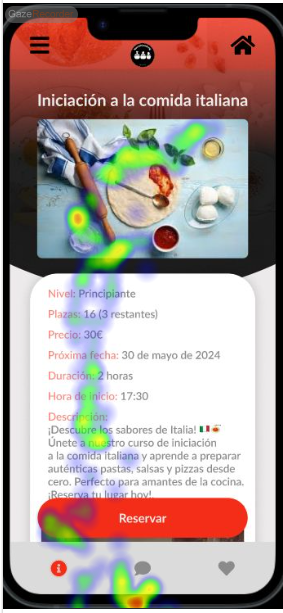 Iniciación a la comida italiana
Nivel: Principiante
Plazas: 16 (3 restantes)
Precio: 30€
Próxima fecha: 30 de mayo de 2024
Duración: 2 horas
Hora de inicio: 17:30
Descripción:
¡Descubre los sabores de Italia! 🇮🇹🍝
Únete a nuestro curso de iniciación
a la comida italiana y aprende a preparar
auténticas pastas, salsas y pizzas desde
cero. Perfecto para amantes de la cocina.
¡Reserva tu lugar hoy!
Reservar